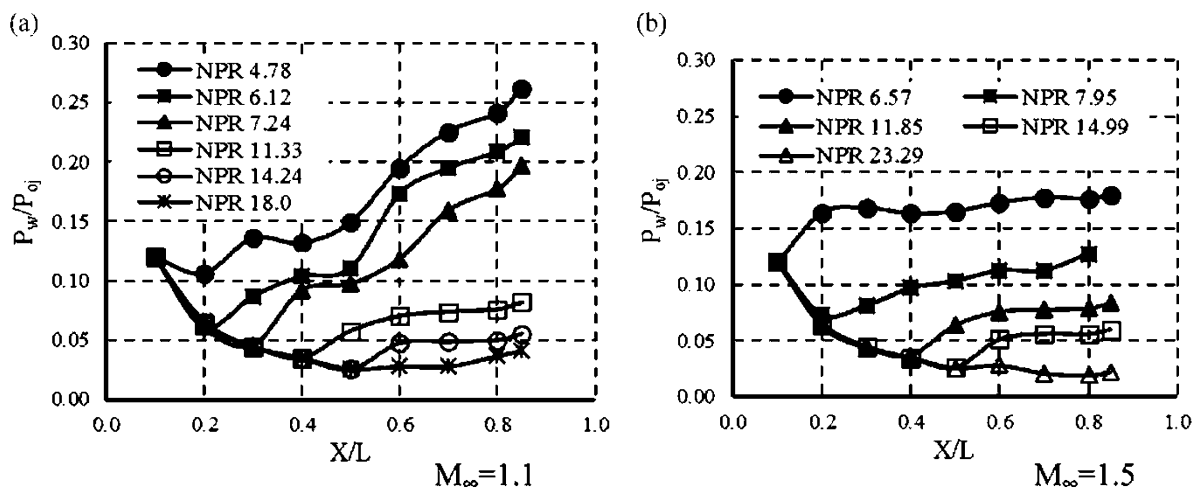 (a)
0.30
0.25
0.20
0.15
0.10
0.05
0.00
P_w/P_oj
NPR 4.78
NPR 6.12
NPR 7.24
NPR 11.33
NPR 14.24
NPR 18.0
0.0 0.2 0.4 0.6 0.8 1.0
X/L
M∞=1.1
(b)
0.30
0.25
0.20
0.15
0.10
0.05
0.00
P_w/P_oj
NPR 6.57 NPR 7.95
NPR 11.85 NPR 14.99
NPR 23.29
0.0 0.2 0.4 0.6 0.8 1.0
X/L
M∞=1.5